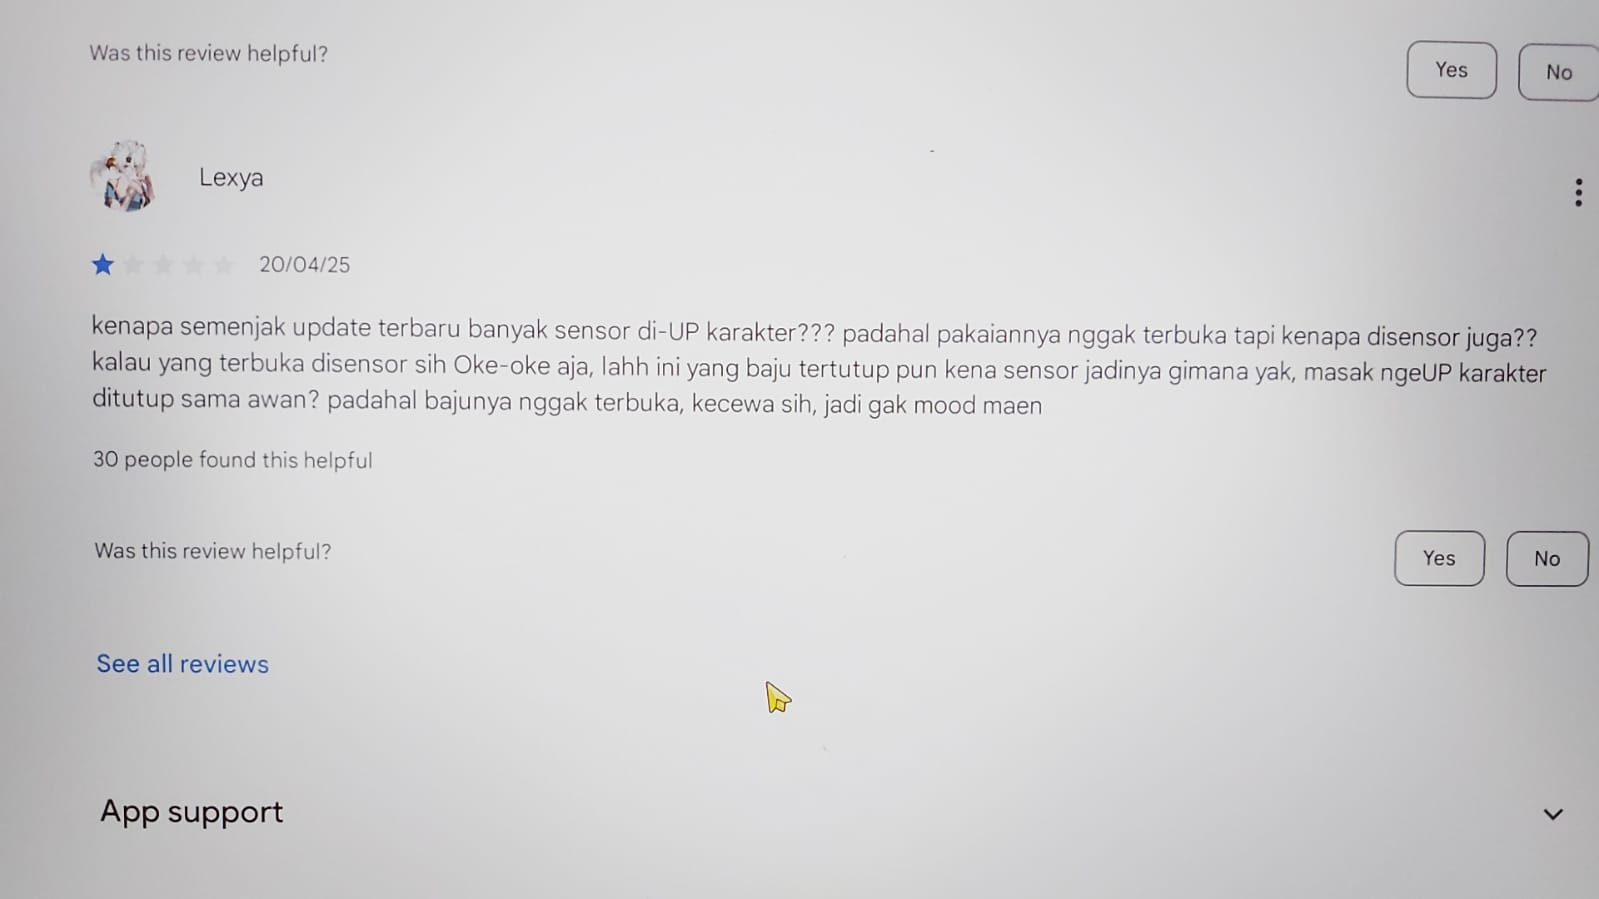 Was this review helpful?
Yes
No
Lexya
20/04/25
kenapa semenjak update terbaru banyak sensor di-UP karakter??? padahal pakaiannya nggak terbuka tapi kenapa disensor juga??
kalau yang terbuka disensor sih Oke-oke aja, lahh ini yang baju tertutup pun kena sensor jadinya gimana yak, masak ngeUP karakter
ditutup sama awan? padahal bajunya nggak terbuka, kecewa sih, jadi gak mood maen
30 people found this helpful
Was this review helpful?
Yes
No
See all reviews
App support